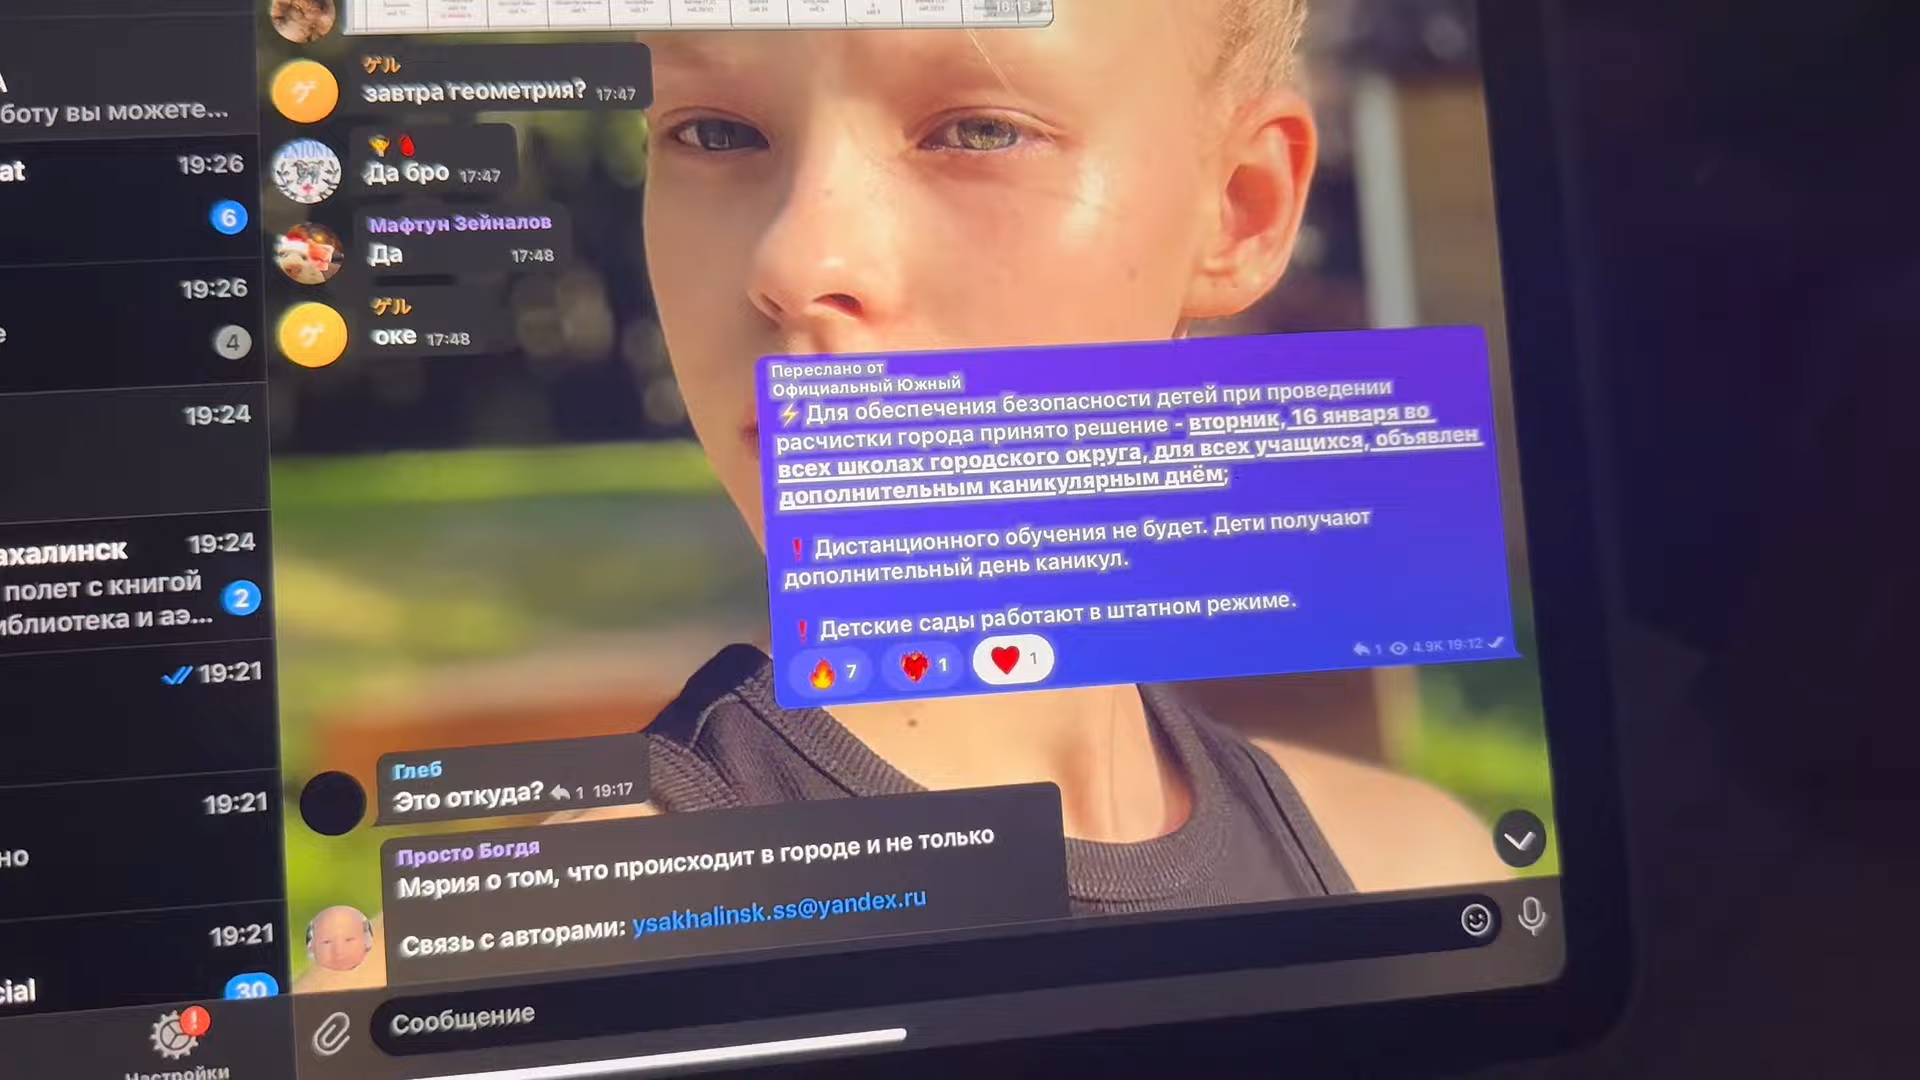 боту вы можете...
at
19:26
6
19:26
4
19:24
ахалинск
19:24
полет с книгой
иблиотека и аэ...
2
19:21
19:21
но
19:21
cial
30
Настройки
16:13
ゲル
завтра геометрия? 17:47
Да бро 17:47
Мафтун Зейналов
Да 17:48
ゲル
оке 17:48
Переслано от
Официальный Южный
⚡Для обеспечения безопасности детей при проведении
расчистки города принято решение - вторник, 16 января во
всех школах городского округа, для всех учащихся, объявлен
дополнительным каникулярным днём;
❗Дистанционного обучения не будет. Дети получают
дополнительный день каникул.
❗Детские сады работают в штатном режиме.
🔥 7 ❤️‍🔥 1 ❤️ 1
1 4.9K 19:12
Глеб
Это откуда? 1 19:17
Просто Богдя
Мэрия о том, что происходит в городе и не только
Связь с авторами: ysakhalinsk.ss@yandex.ru
Сообщение